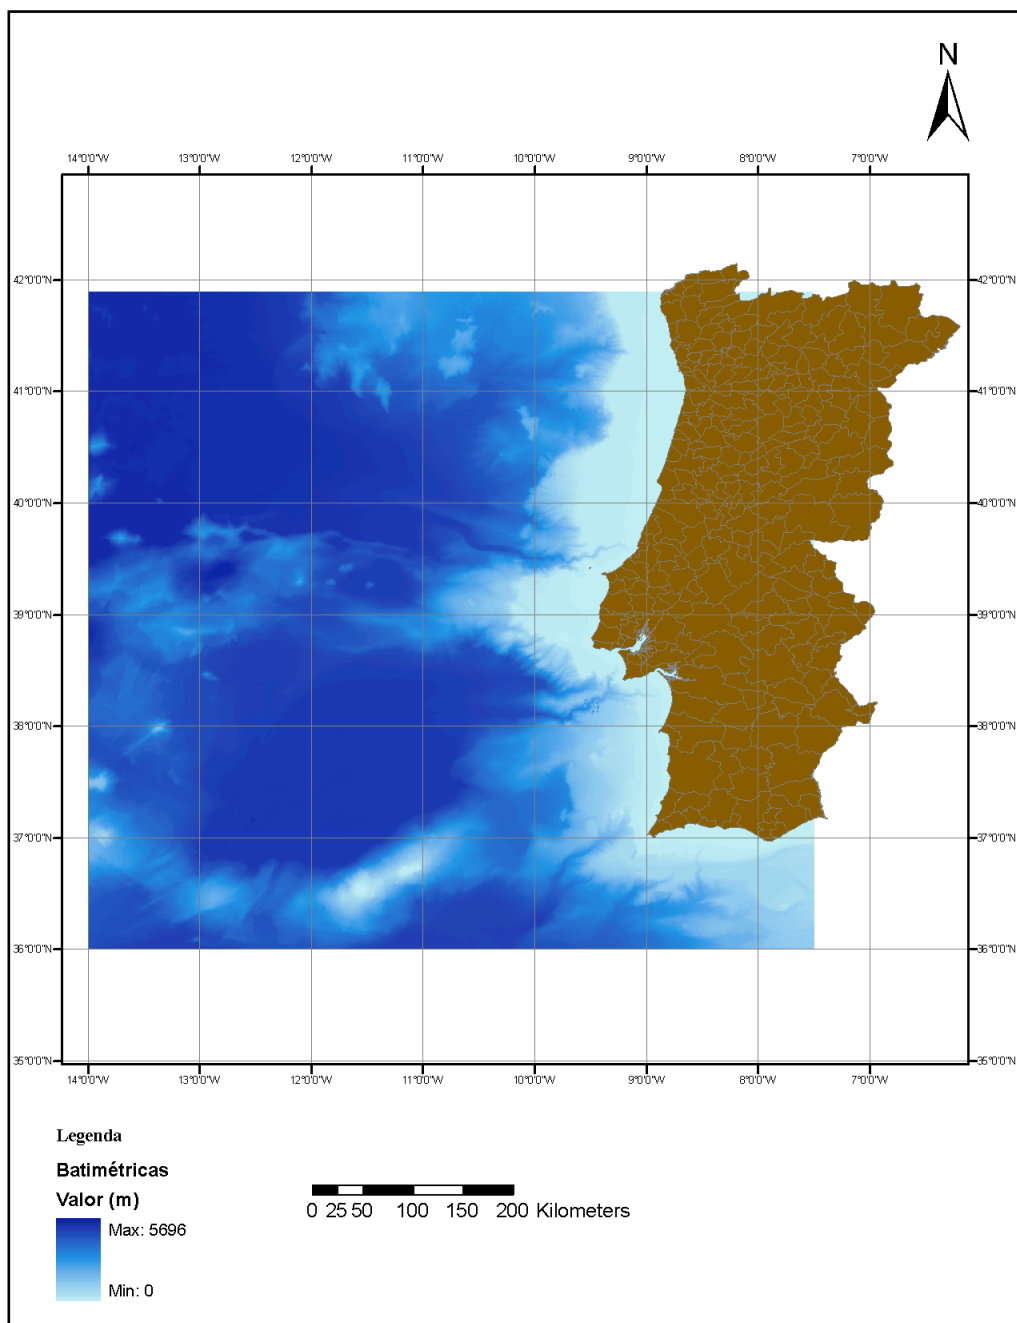 N
14°0'0"W 13°0'0"W 12°0'0"W 11°0'0"W 10°0'0"W 9°0'0"W 8°0'0"W 7°0'0"W
42°0'0"N 42°0'0"N
41°0'0"N 41°0'0"N
40°0'0"N 40°0'0"N
39°0'0"N 39°0'0"N
38°0'0"N 38°0'0"N
37°0'0"N 37°0'0"N
36°0'0"N 36°0'0"N
35°0'0"N 35°0'0"N
14°0'0"W 13°0'0"W 12°0'0"W 11°0'0"W 10°0'0"W 9°0'0"W 8°0'0"W 7°0'0"W
Legenda
Batimétricas
Valor (m)
Max: 5696
Min: 0
0 25 50 100 150 200 Kilometers